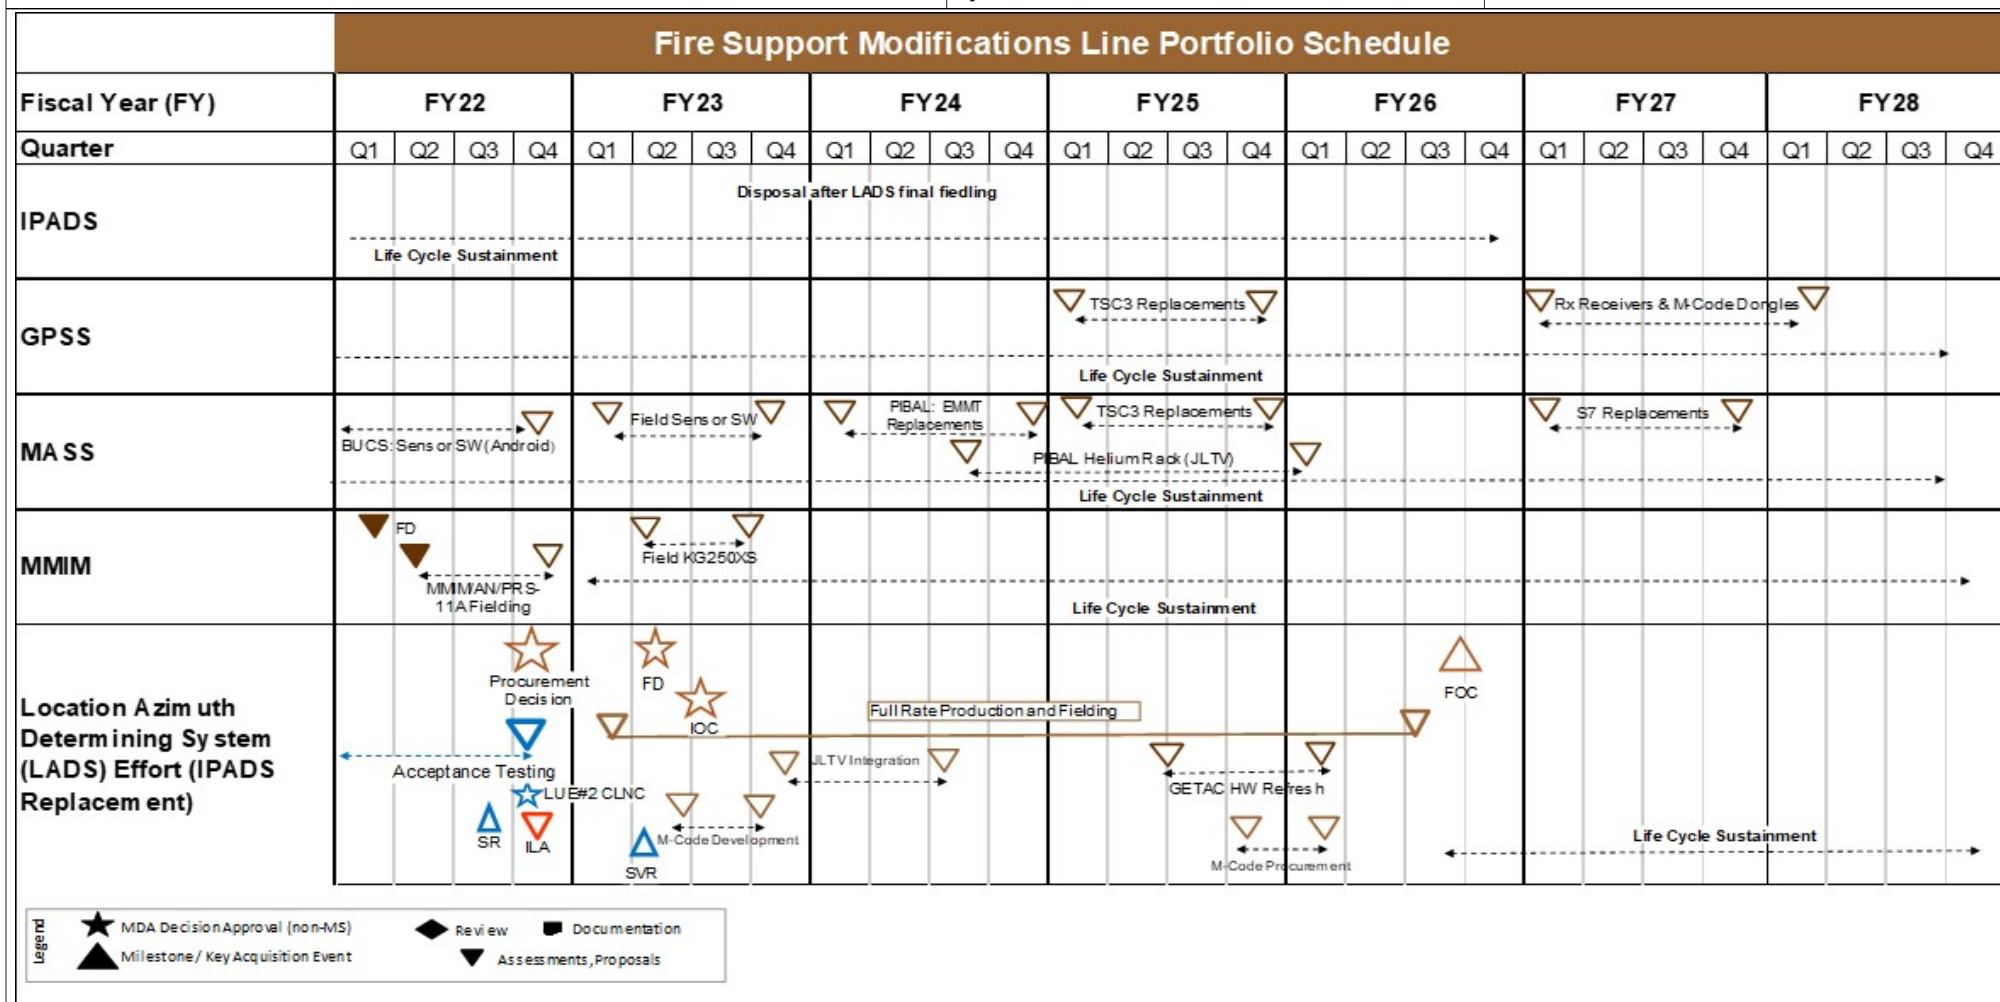 Fire Support Modifications Line Portfolio Schedule
Fiscal Year (FY) FY22 FY23 FY24 FY25 FY26 FY27 FY28
Quarter Q1 Q2 Q3 Q4 Q1 Q2 Q3 Q4 Q1 Q2 Q3 Q4 Q1 Q2 Q3 Q4 Q1 Q2 Q3 Q4 Q1 Q2 Q3 Q4 Q1 Q2 Q3 Q4
IPADS
Disposal after LADS final fiedling
Life Cycle Sustainment
GPSS
TSC3 Replacements
Rx Receivers & M-Code Dongles
Life Cycle Sustainment
MASS
BUCS: Sensor SW (Android)
Field Sensor SW
PIBAL: EMMT
Replacements
TSC3 Replacements
S7 Replacements
PIBAL Helium Rack (JLTV)
Life Cycle Sustainment
MMIM
FD
MMIM/AN/PRS-
11A Fielding
Field KG250XS
Life Cycle Sustainment
Location Azimuth
Determining System
(LADS) Effort (IPADS
Replacement)
Procurement
Decision
FD
IOC
FOC
Full Rate Production and Fielding
Acceptance Testing
JLTV Integration
GETAC HW Refresh
LUE#2 CLNC
SR
ILA
SVR
M-Code Development
M-Code Procurement
Life Cycle Sustainment
Legend
MDA Decision Approval (non-MS)
Review
Documentation
Milestone / Key Acquisition Event
Assessments, Proposals